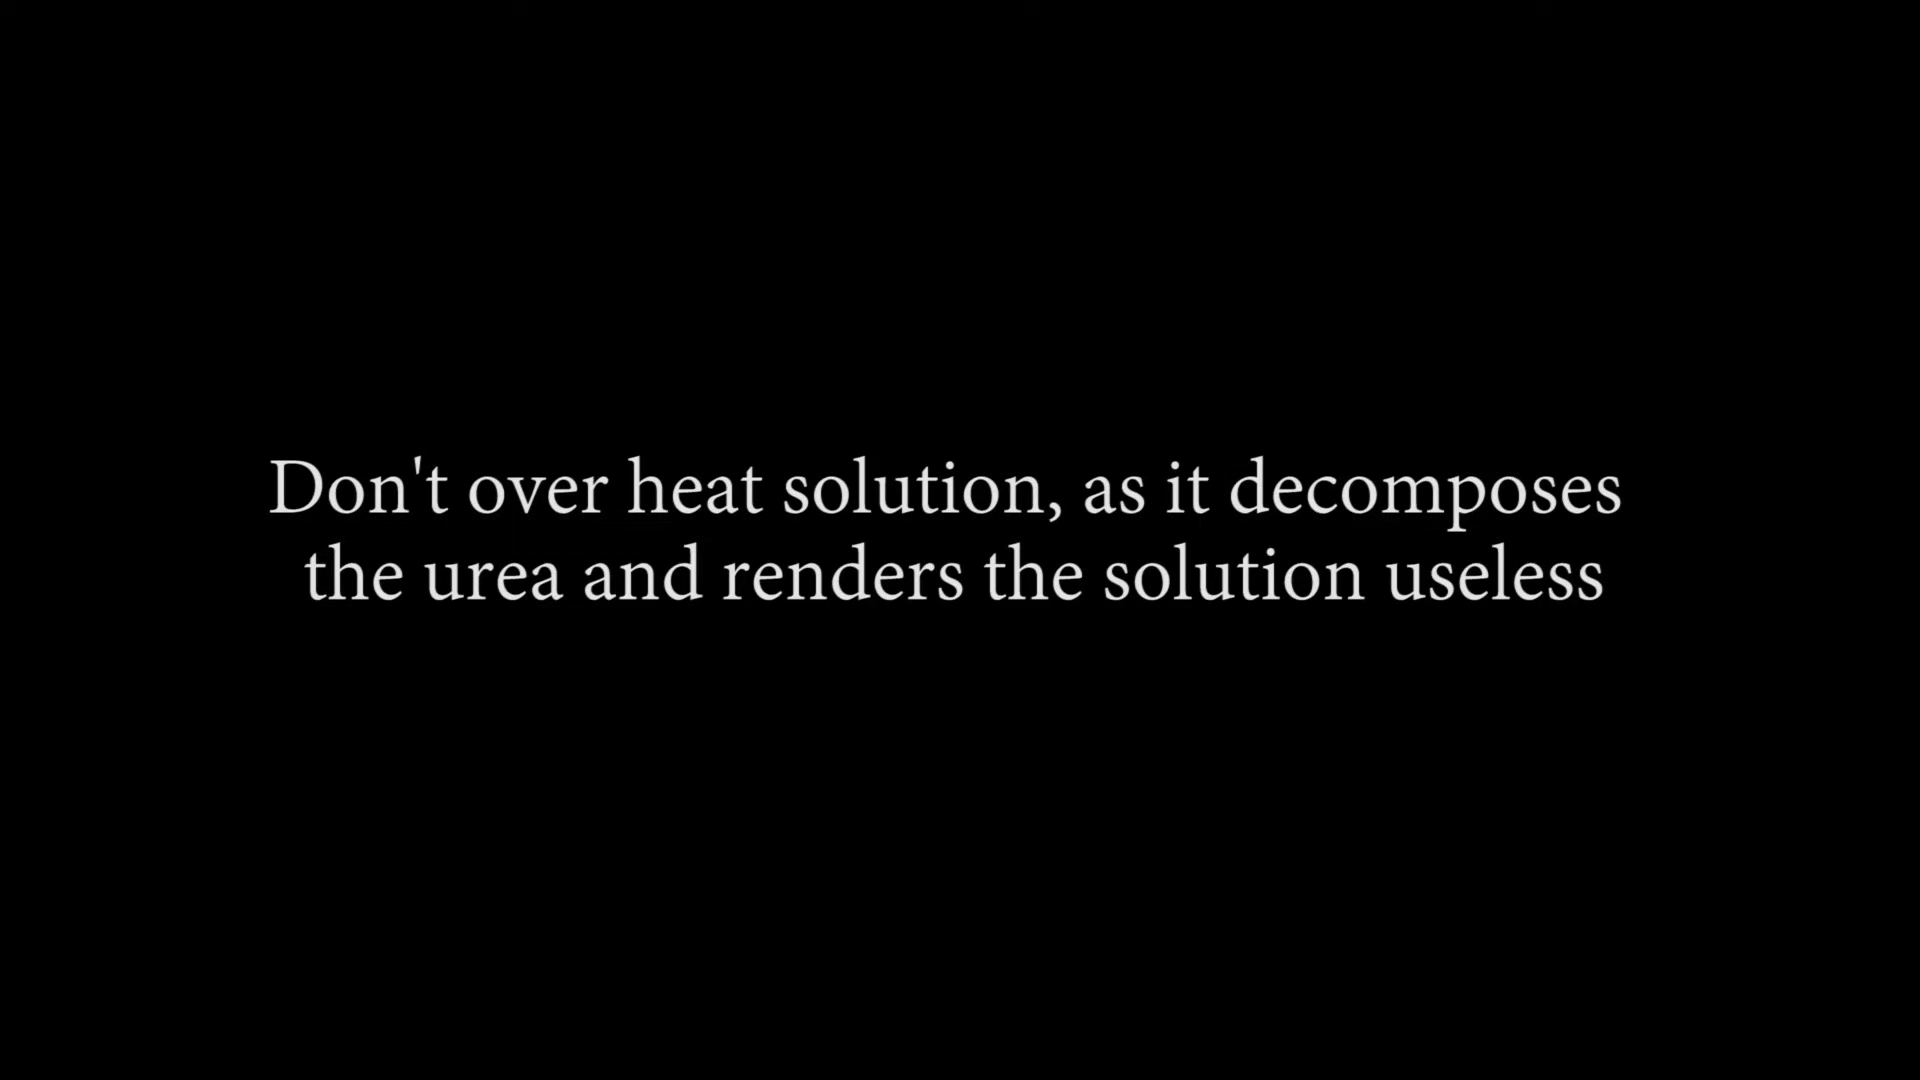 Don't over heat solution, as it decomposes
the urea and renders the solution useless